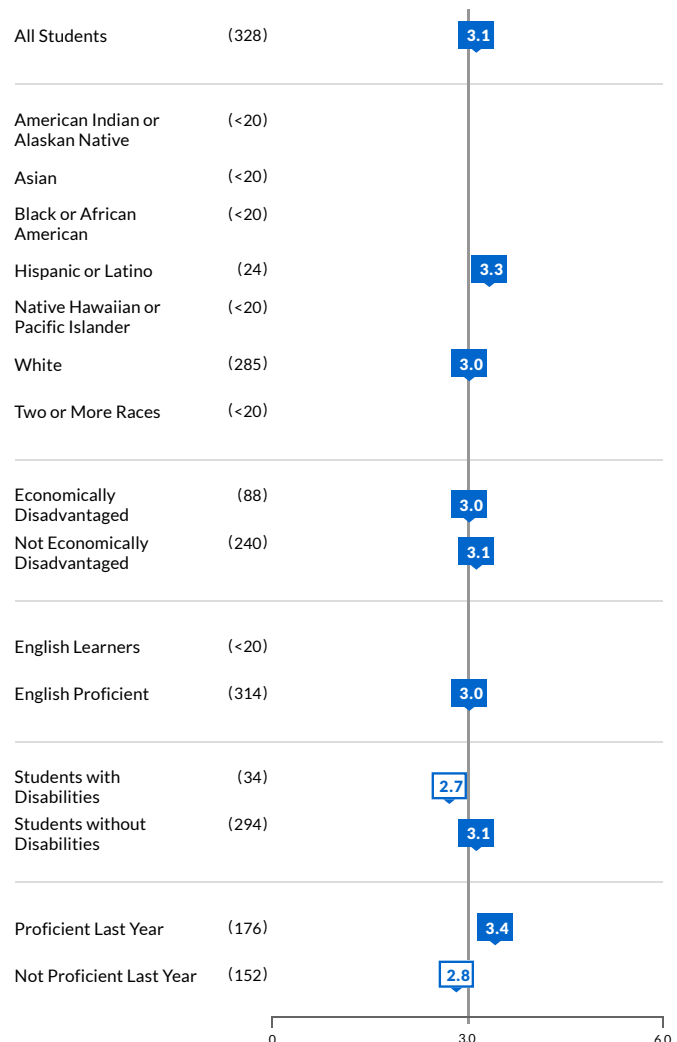 All Students (328) 3.1
American Indian or (<20)
Alaskan Native
Asian (<20)
Black or African (<20)
American
Hispanic or Latino (24) 3.3
Native Hawaiian or (<20)
Pacific Islander
White (285) 3.0
Two or More Races (<20)
Economically (88) 3.0
Disadvantaged
Not Economically (240) 3.1
Disadvantaged
English Learners (<20)
English Proficient (314) 3.0
Students with (34) 2.7
Disabilities
Students without (294) 3.1
Disabilities
Proficient Last Year (176) 3.4
Not Proficient Last Year (152) 2.8
0 3.0 6.0